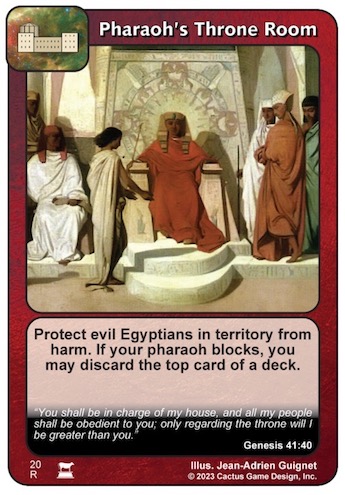 Pharaoh's Throne Room
Protect evil Egyptians in territory from
harm. If your pharaoh blocks, you
may discard the top card of a deck.
"You shall be in charge of my house, and all my people
shall be obedient to you; only regarding the throne will I
be greater than you."
Genesis 41:40
20
R
Illus. Jean-Adrien Guignet
© 2023 Cactus Game Design, Inc.